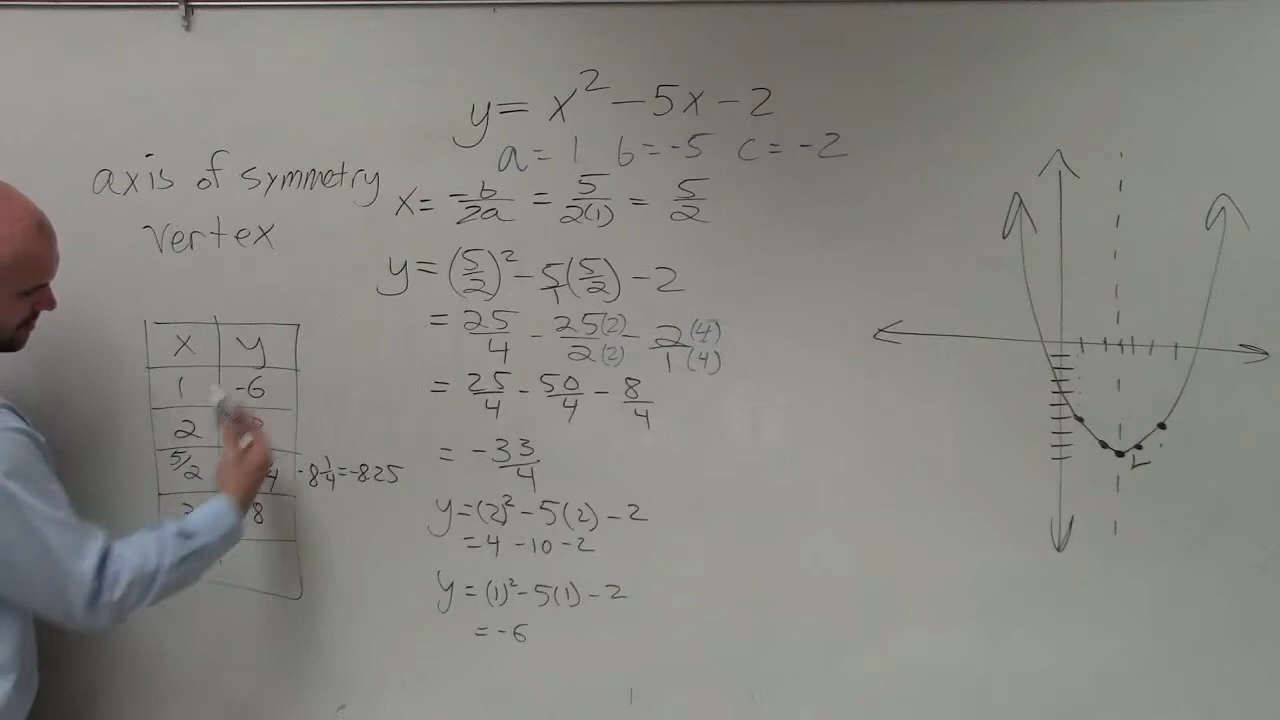 y = x² - 5x - 2
a = 1 b = -5 c = -2
axis of symmetry
vertex
x = -b/2a = 5/2(1) = 5/2
y = (5/2)² - 5/1(5/2) - 2
= 25/4 - 25(2)/2(2) - 2(4)/1(4)
= 25/4 - 50/4 - 8/4
= -33/4
y = (2)² - 5(2) - 2
= 4 - 10 - 2
y = (1)² - 5(1) - 2
= -6
x y
1 -6
2
5/2 4 -8 1/4 = -8.25
8